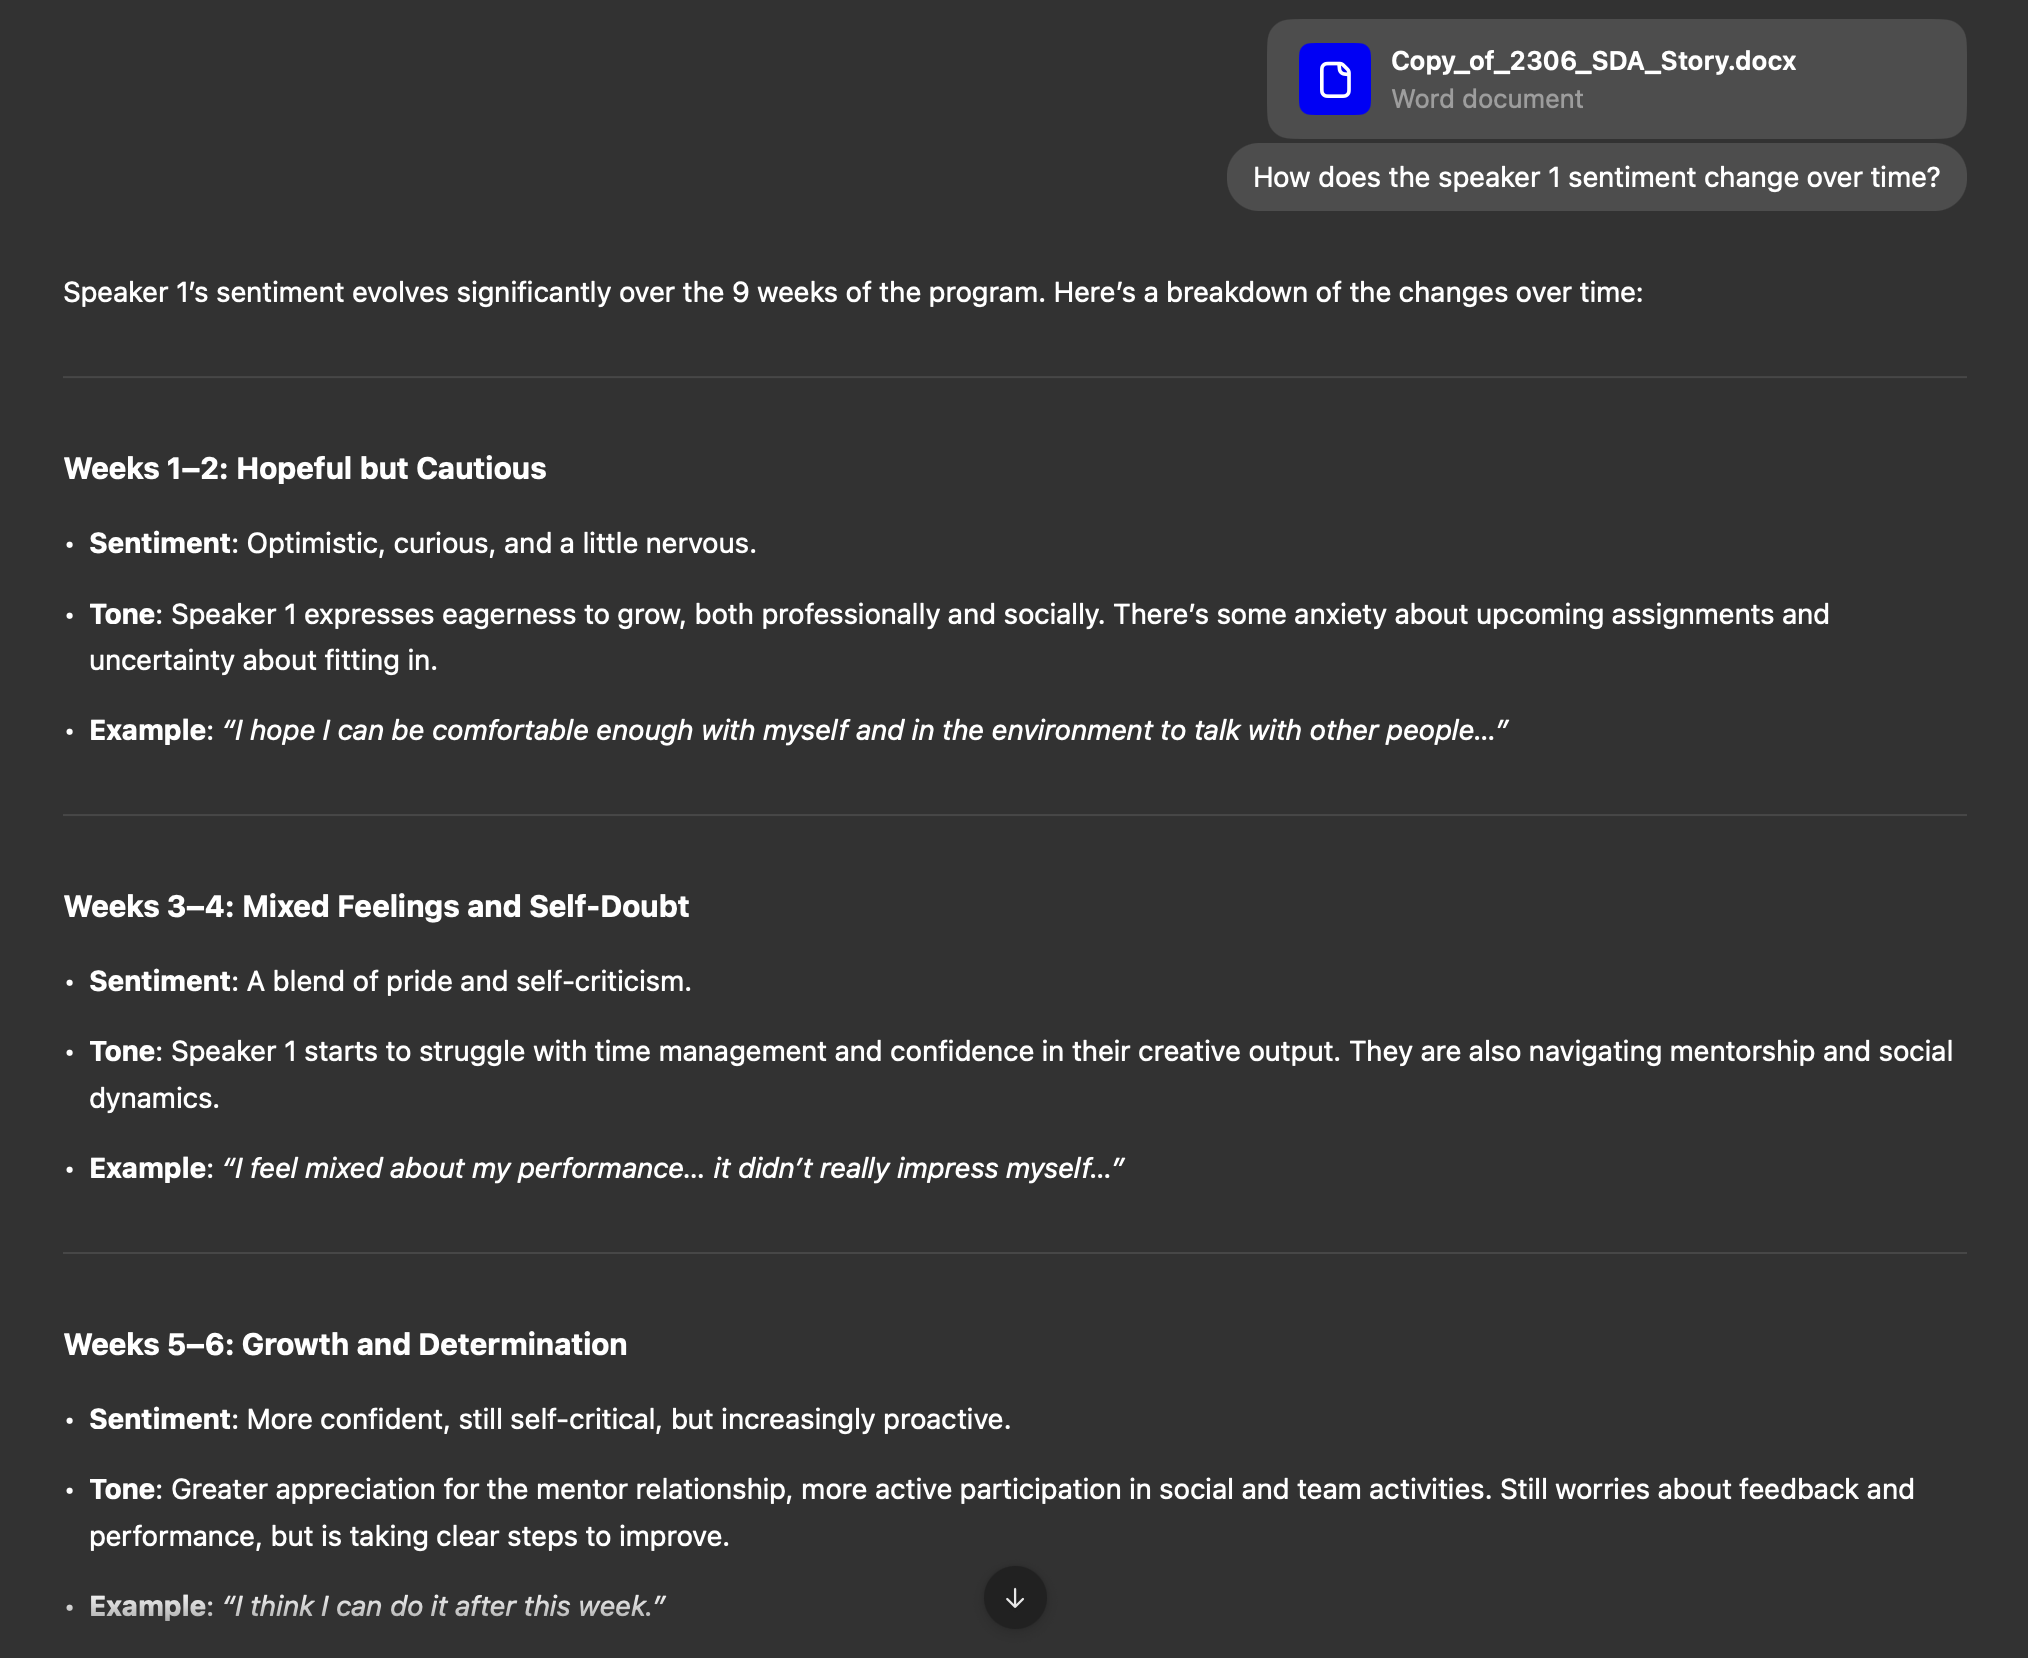 Copy_of_2306_SDA_Story.docx
Word document
How does the speaker 1 sentiment change over time?
Speaker 1’s sentiment evolves significantly over the 9 weeks of the program. Here’s a breakdown of the changes over time:
Weeks 1–2: Hopeful but Cautious
• Sentiment: Optimistic, curious, and a little nervous.
• Tone: Speaker 1 expresses eagerness to grow, both professionally and socially. There’s some anxiety about upcoming assignments and
uncertainty about fitting in.
• Example: “I hope I can be comfortable enough with myself and in the environment to talk with other people…”
Weeks 3–4: Mixed Feelings and Self-Doubt
• Sentiment: A blend of pride and self-criticism.
• Tone: Speaker 1 starts to struggle with time management and confidence in their creative output. They are also navigating mentorship and social
dynamics.
• Example: “I feel mixed about my performance… it didn’t really impress myself…”
Weeks 5–6: Growth and Determination
• Sentiment: More confident, still self-critical, but increasingly proactive.
• Tone: Greater appreciation for the mentor relationship, more active participation in social and team activities. Still worries about feedback and
performance, but is taking clear steps to improve.
• Example: “I think I can do it after this week.”